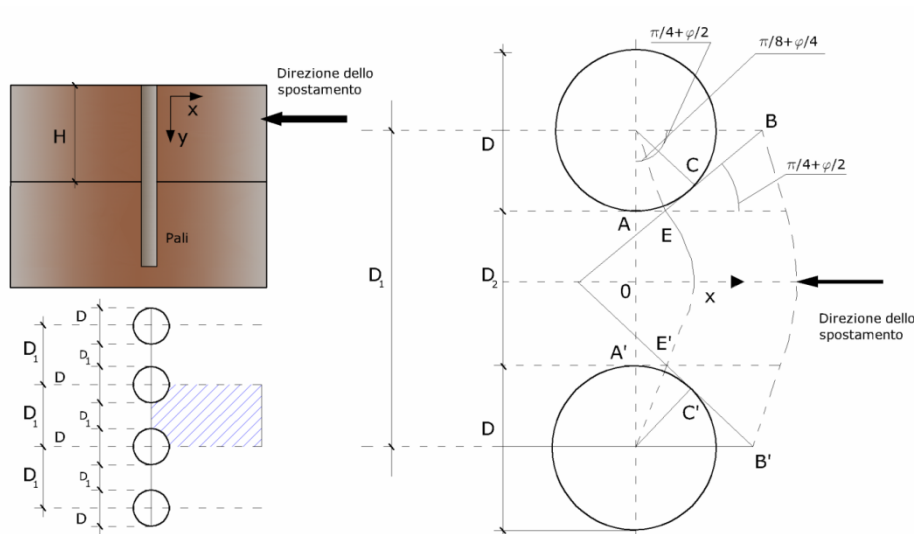 Direzione dello
spostamento
x
y
H
Pali
D
D1
D1
D
D1
D1
D
D1
D1
D
π/4+φ/2
π/8+φ/4
D
B
C
π/4+φ/2
A
E
D1
D2
0
x
Direzione dello
spostamento
A'
E'
C'
D
B'